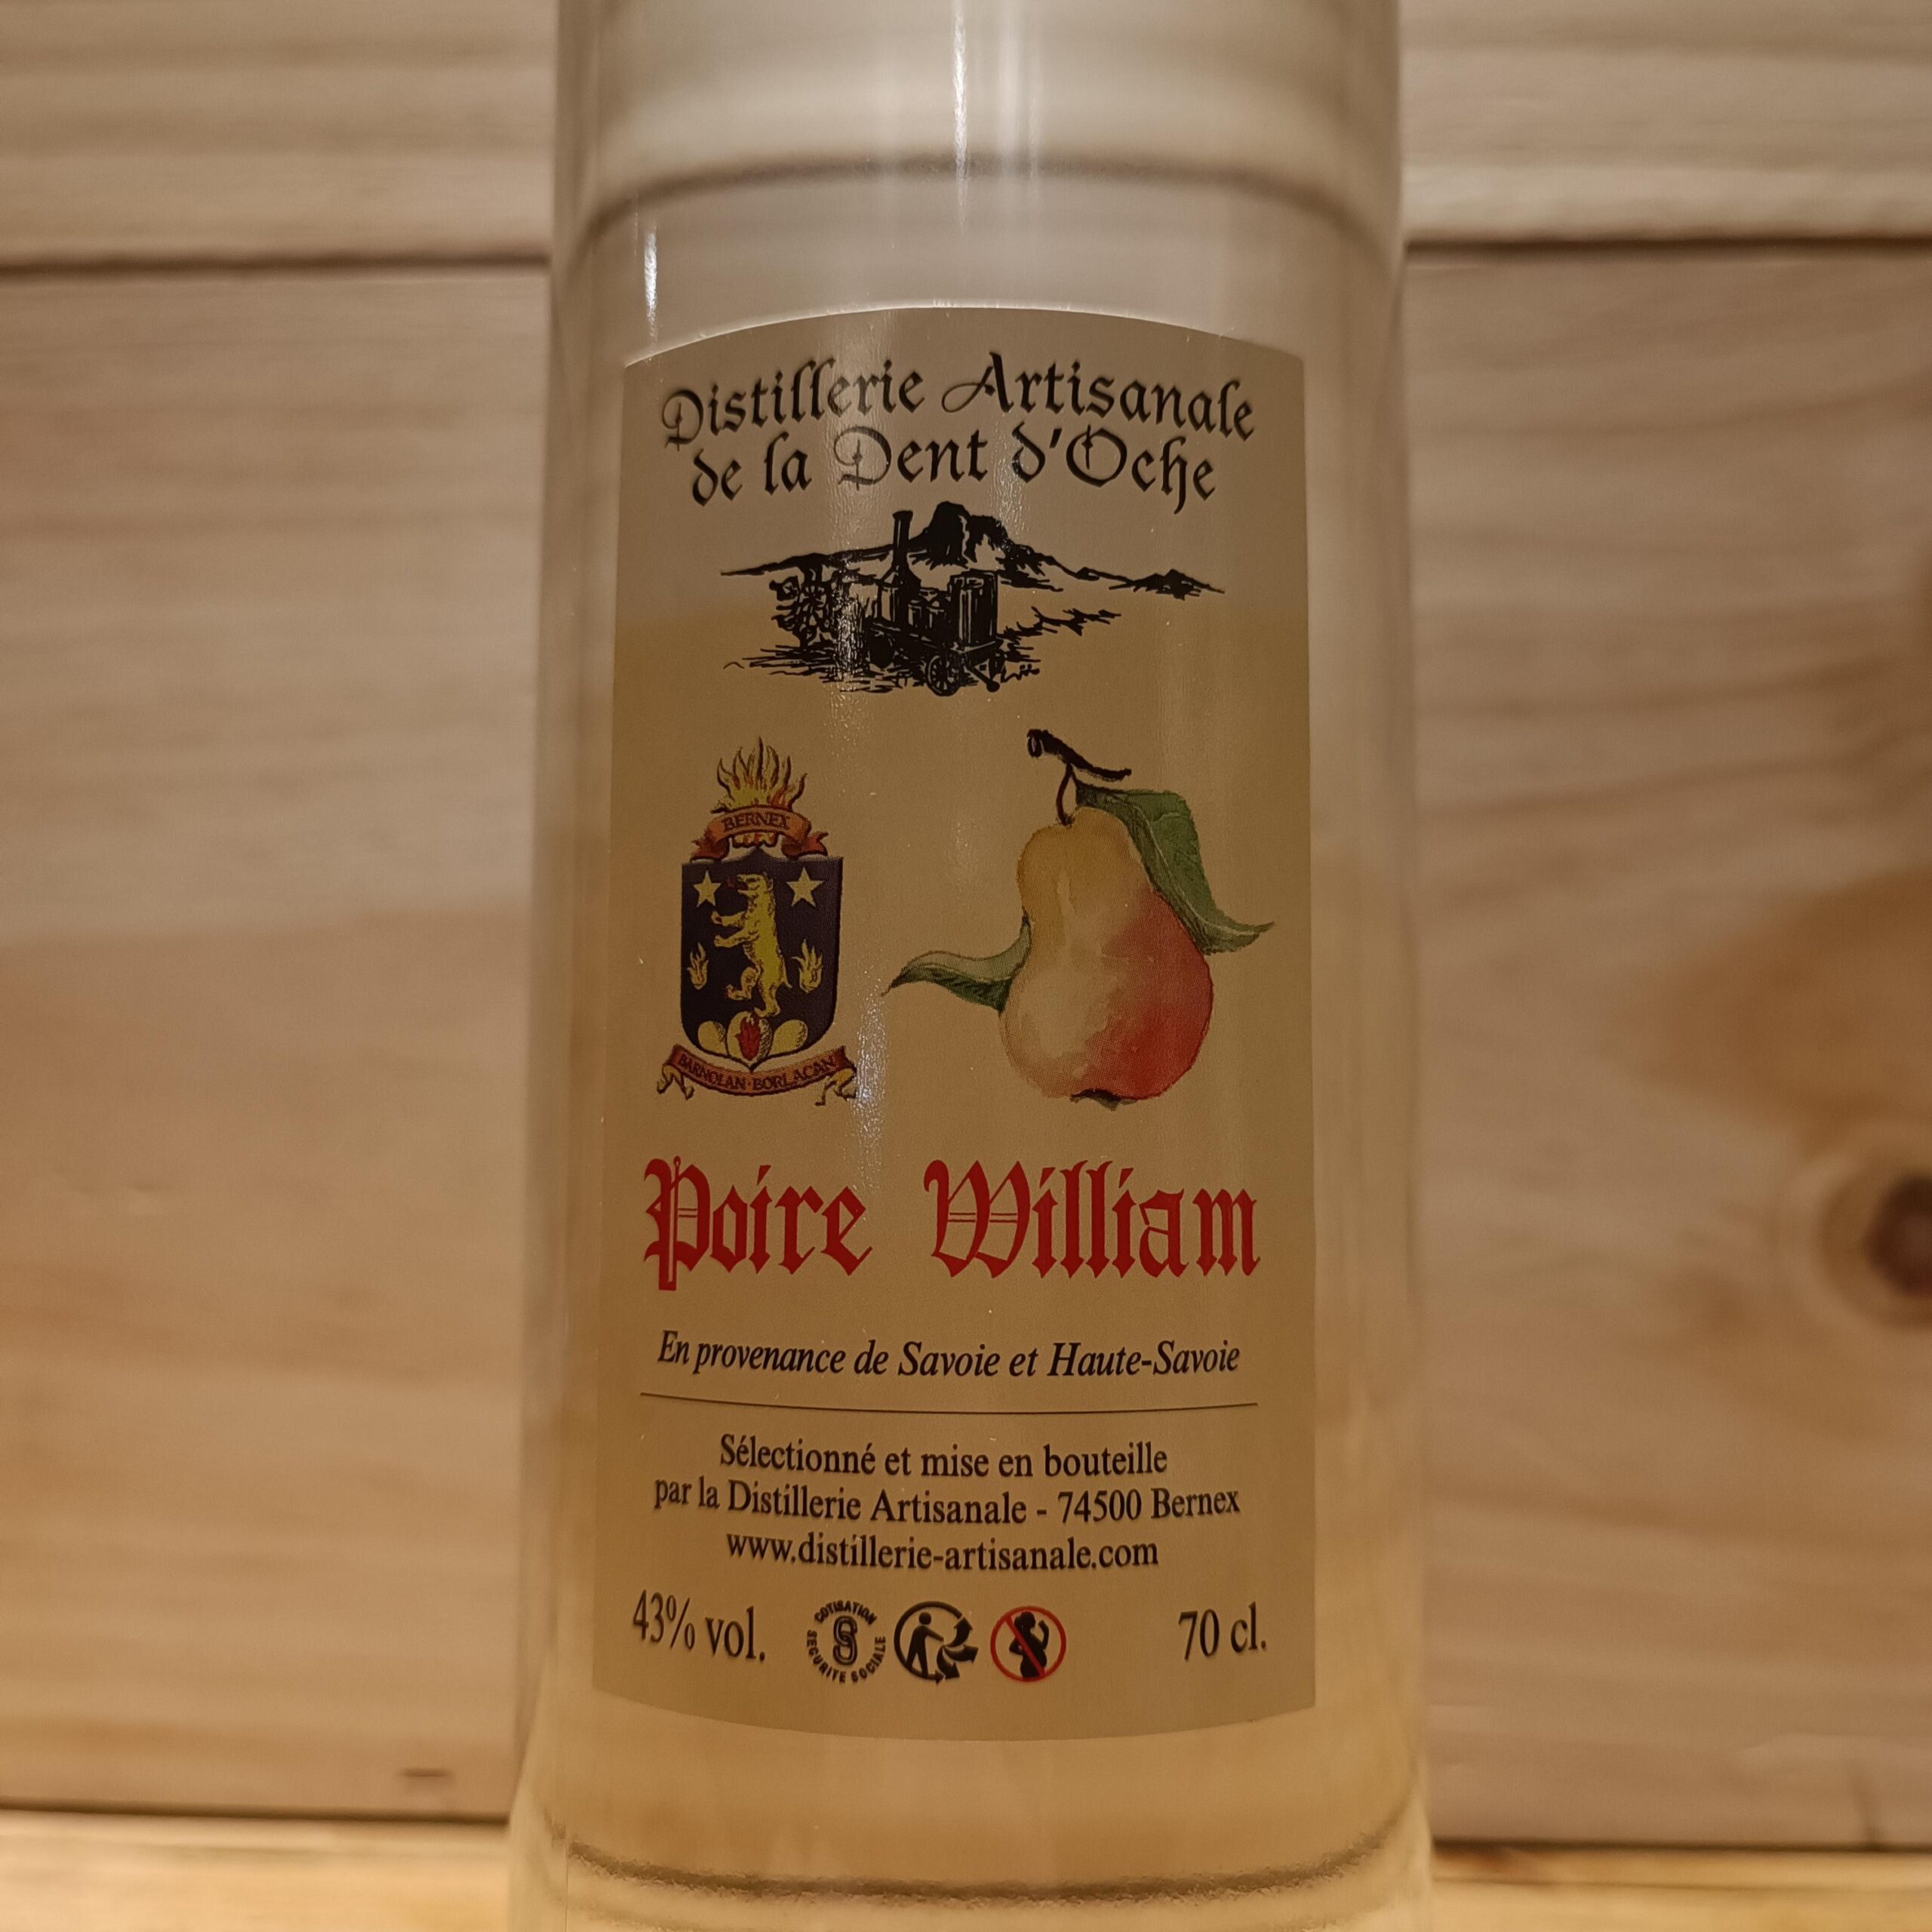 Distillerie Artisanale
de la Dent d'Oche
BERNEX
BARNOLAN·BORLACAN
Poire William
En provenance de Savoie et Haute-Savoie
Sélectionné et mise en bouteille
par la Distillerie Artisanale - 74500 Bernex
www.distillerie-artisanale.com
43% vol.
COTISATION
SÉCURITÉ SOCIALE
70 cl.